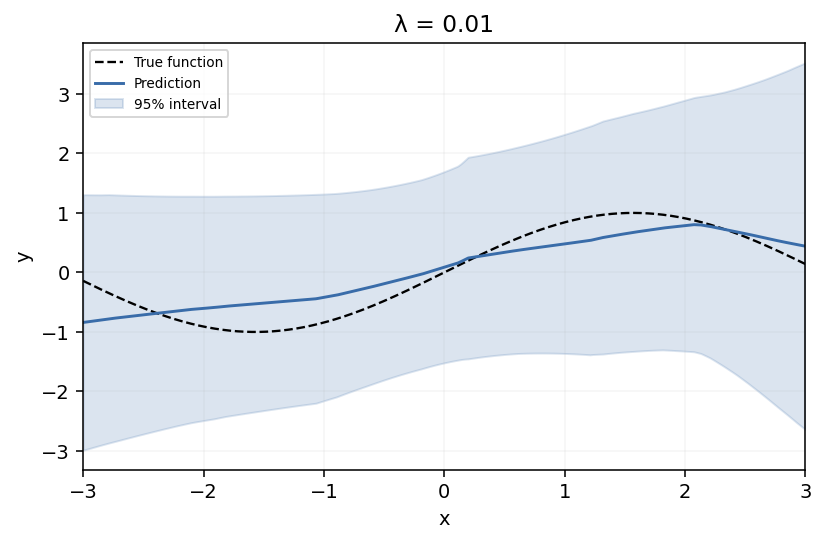 λ = 0.01
True function
Prediction
95% interval
y
3
2
1
0
−1
−2
−3
−3 −2 −1 0 1 2 3
x